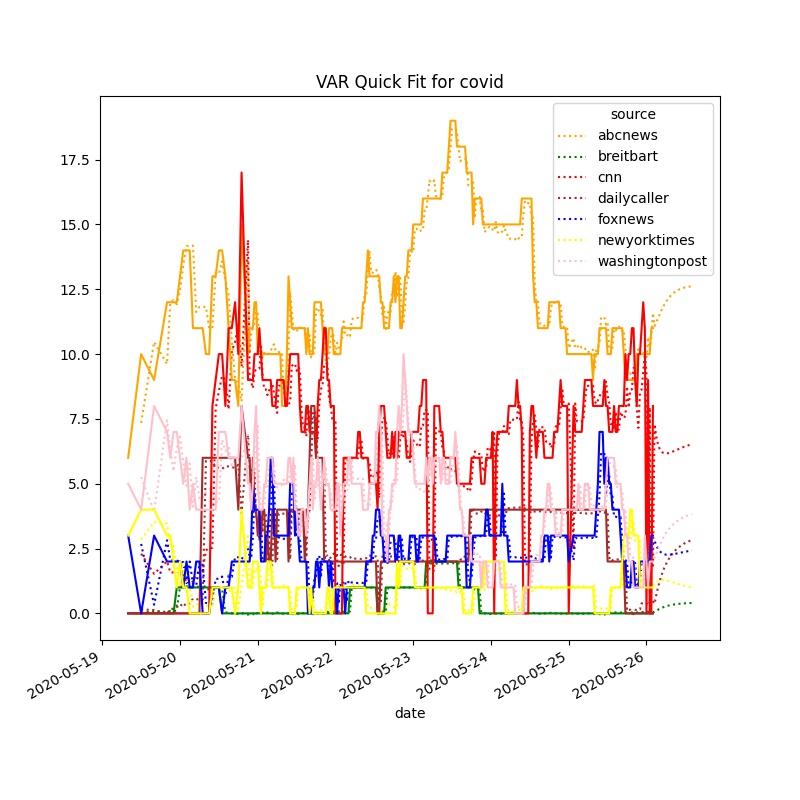 VAR Quick Fit for covid
source
abcnews
breitbart
cnn
dailycaller
foxnews
newyorktimes
washingtonpost
17.5
15.0
12.5
10.0
7.5
5.0
2.5
0.0
2020-05-19
2020-05-20
2020-05-21
2020-05-22
2020-05-23
2020-05-24
2020-05-25
2020-05-26
date